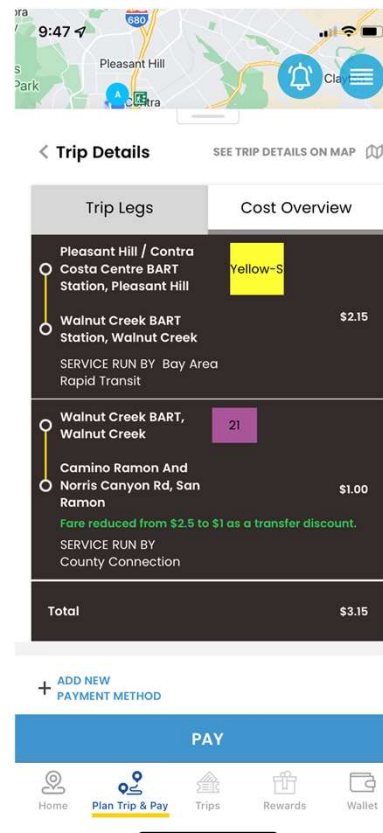 680
9:47
Pleasant Hill
Park
A
Clay
Trip Details
SEE TRIP DETAILS ON MAP
Trip Legs
Cost Overview
Pleasant Hill / Contra
Costa Centre BART
Station, Pleasant Hill
Yellow-S
Walnut Creek BART
Station, Walnut Creek
$2.15
SERVICE RUN BY Bay Area
Rapid Transit
Walnut Creek BART,
Walnut Creek
21
Camino Ramon And
Norris Canyon Rd, San
Ramon
$1.00
Fare reduced from $2.5 to $1 as a transfer discount.
SERVICE RUN BY
County Connection
Total
$3.15
+ ADD NEW
PAYMENT METHOD
PAY
Home
Plan Trip & Pay
Trips
Rewards
Wallet